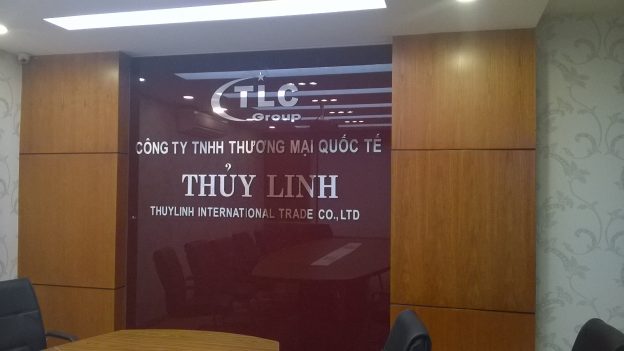 TLC
Group
CÔNG TY TNHH THƯƠNG MẠI QUỐC TẾ
THỦY LINH
THUYLINH INTERNATIONAL TRADE CO.,LTD